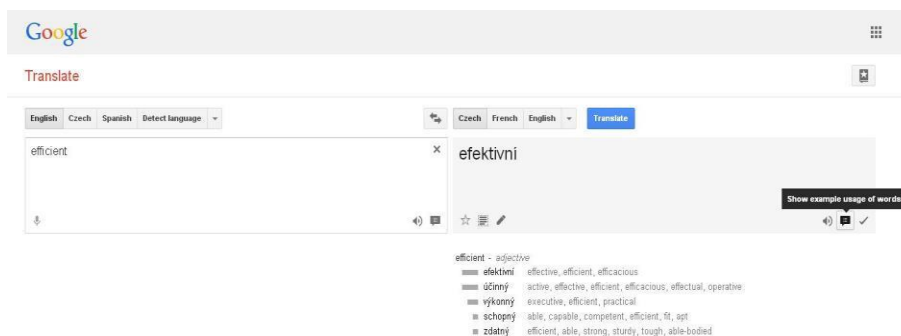 Google
Translate
English Czech Spanish Detect language
Czech French English Translate
efficient
efektivní
Show example usage of words
efficient - adjective
efektivní effective, efficient, efficacious
účinný active, effective, efficient, efficacious, effectual, operative
výkonný executive, efficient, practical
schopný able, capable, competent, efficient, fit, apt
zdatný efficient, able, strong, sturdy, tough, able-bodied